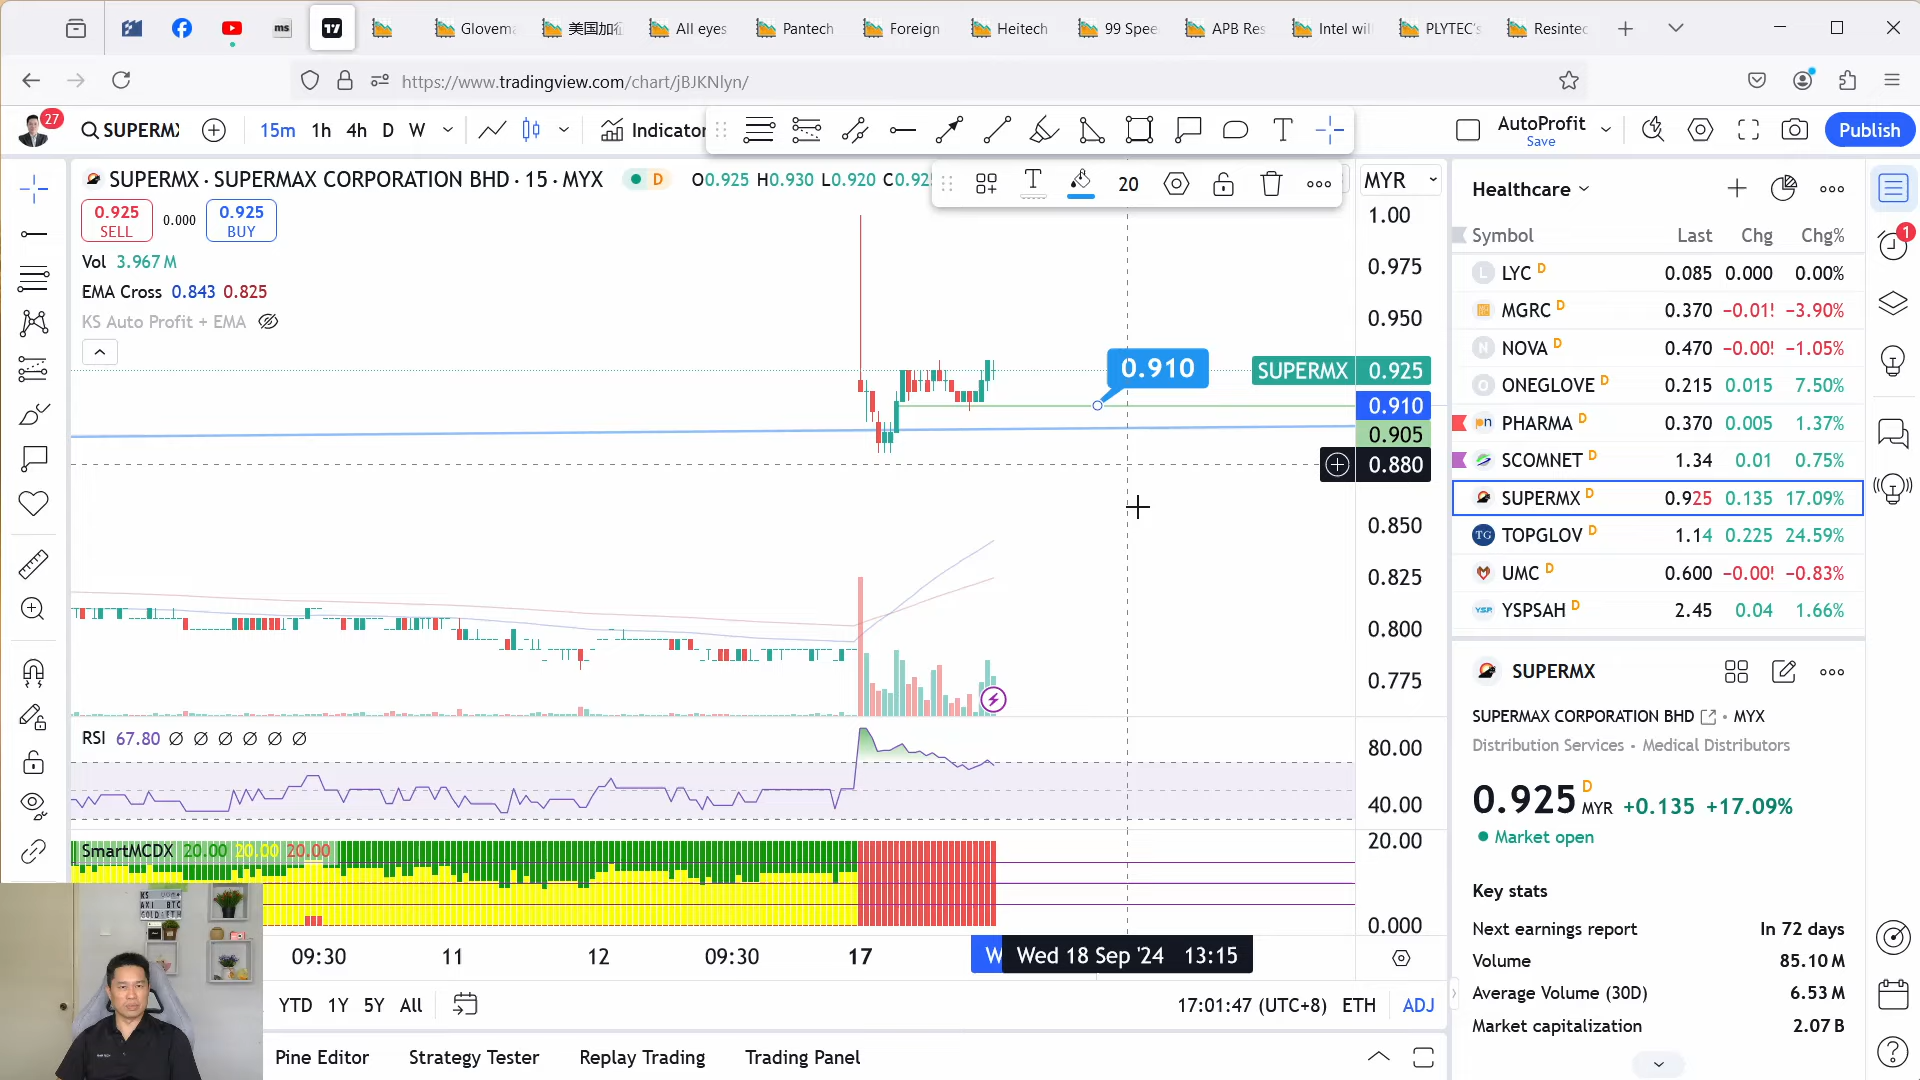 Glovema
美国加征
All eyes
Pantech
Foreign
Heitech
99 Spee
APB Res
Intel wil
PLYTEC's
Resintec
https://www.tradingview.com/chart/jBJKNlyn/
27
SUPERM
15m 1h 4h D W
Indicator
AutoProfit
Save
Publish
SUPERMX · SUPERMAX CORPORATION BHD · 15 · MYX
D
O0.925 H0.930 L0.920 C0.92
20
MYR
0.925
SELL
0.000
0.925
BUY
Vol 3.967 M
EMA Cross 0.843 0.825
KS Auto Profit + EMA
1.00
0.975
0.950
0.910
SUPERMX 0.925
0.910
0.905
0.880
0.850
0.825
0.800
0.775
RSI 67.80 Ø Ø Ø Ø Ø Ø
80.00
40.00
SmartMCDX 20.00 20.00 20.00
20.00
0.000
09:30 11 12 09:30 17 W Wed 18 Sep '24 13:15
YTD 1Y 5Y All
17:01:47 (UTC+8) ETH ADJ
Pine Editor Strategy Tester Replay Trading Trading Panel
Healthcare
Symbol Last Chg Chg%
LYC D 0.085 0.000 0.00%
MGRC D 0.370 −0.01! −3.90%
NOVA D 0.470 −0.00! −1.05%
ONEGLOVE D 0.215 0.015 7.50%
PHARMA D 0.370 0.005 1.37%
SCOMNET D 1.34 0.01 0.75%
SUPERMX D 0.925 0.135 17.09%
TOPGLOV D 1.14 0.225 24.59%
UMC D 0.600 −0.00! −0.83%
YSPSAH D 2.45 0.04 1.66%
SUPERMX
SUPERMAX CORPORATION BHD • MYX
Distribution Services • Medical Distributors
0.925 D MYR +0.135 +17.09%
Market open
Key stats
Next earnings report In 72 days
Volume 85.10 M
Average Volume (30D) 6.53 M
Market capitalization 2.07 B
1